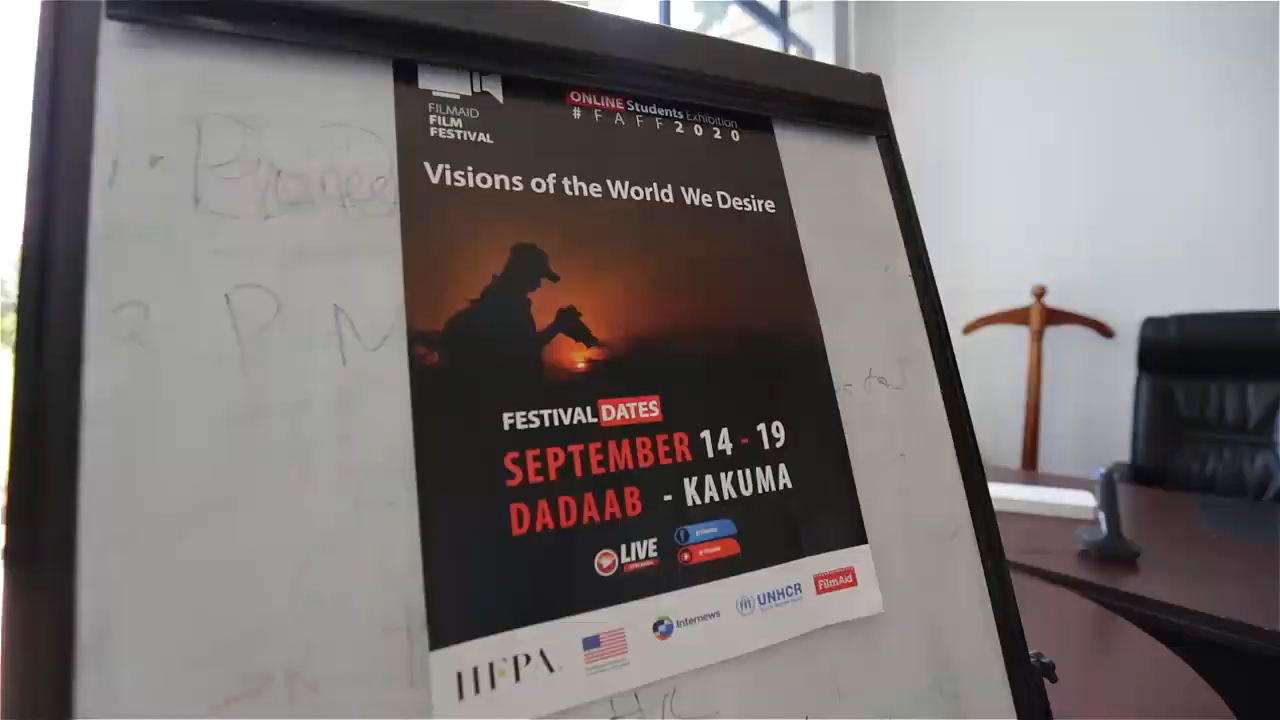 FILMAID
FILM
FESTIVAL
ONLINE Students Exhibition
#FAFF2020
Visions of the World We Desire
FESTIVAL DATES
SEPTEMBER 14 - 19
DADAAB - KAKUMA
LIVE
HFPA
Internews
UNHCR
FilmAid
P N